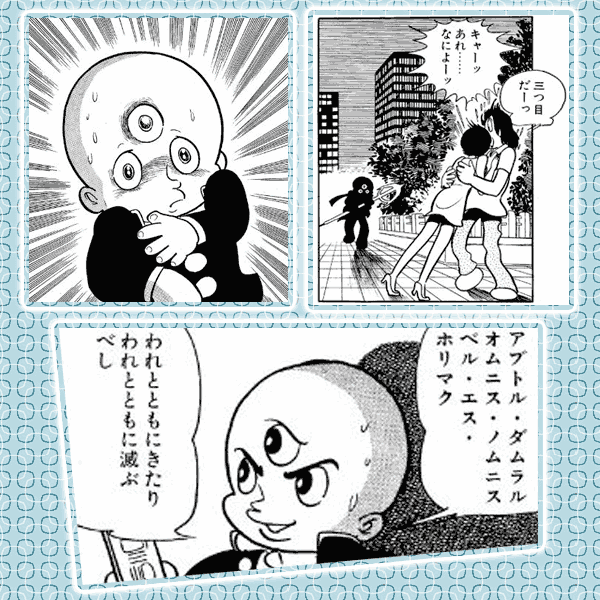 キャーッ
あれ……
なによーッ
三つ目
だーっ
アブトル・ダムラル
オムニス・ノムニス
ベル・エス・
ホリマク
われとともにきたり
われとともに滅ぶ
べし